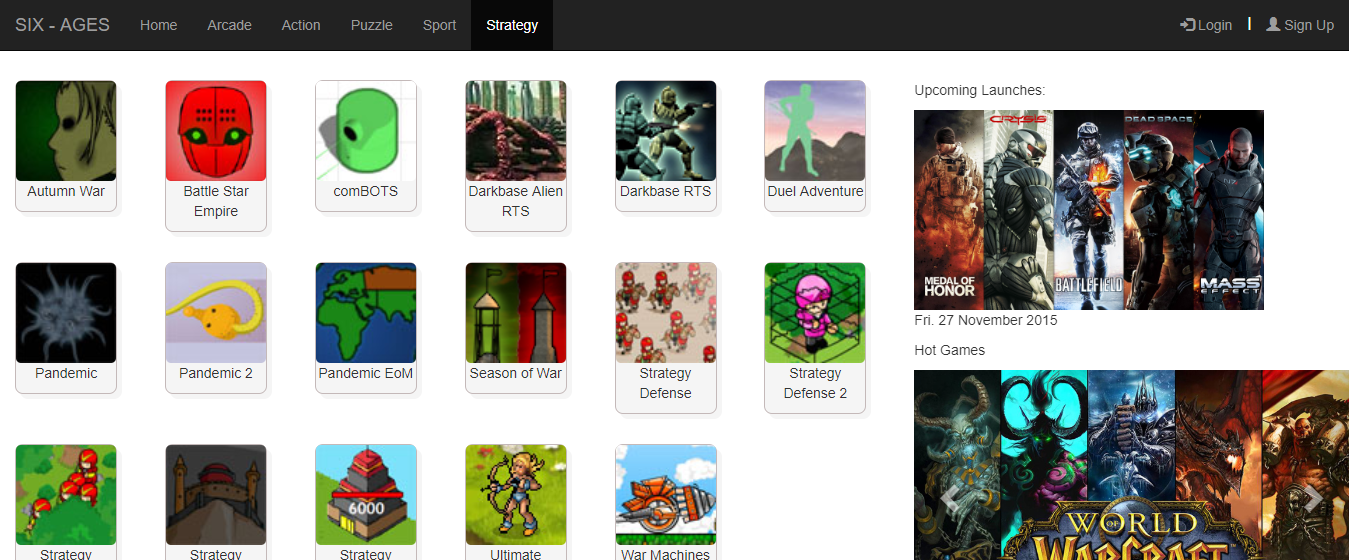 SIX - AGES Home Arcade Action Puzzle Sport Strategy Login | Sign Up
Autumn War
Battle Star
Empire
comBOTS
Darkbase Alien
RTS
Darkbase RTS
Duel Adventure
Pandemic
Pandemic 2
Pandemic EoM
Season of War
Strategy
Defense
Strategy
Defense 2
6000
Strategy
Strategy
Strategy
Ultimate
War Machines
Upcoming Launches:
CRYSIS
DEAD SPACE
MEDAL OF
HONOR
BATTLEFIELD
MASS
EFFECT
N7
Fri. 27 November 2015
Hot Games
WORLD
OF
WARCRAFT